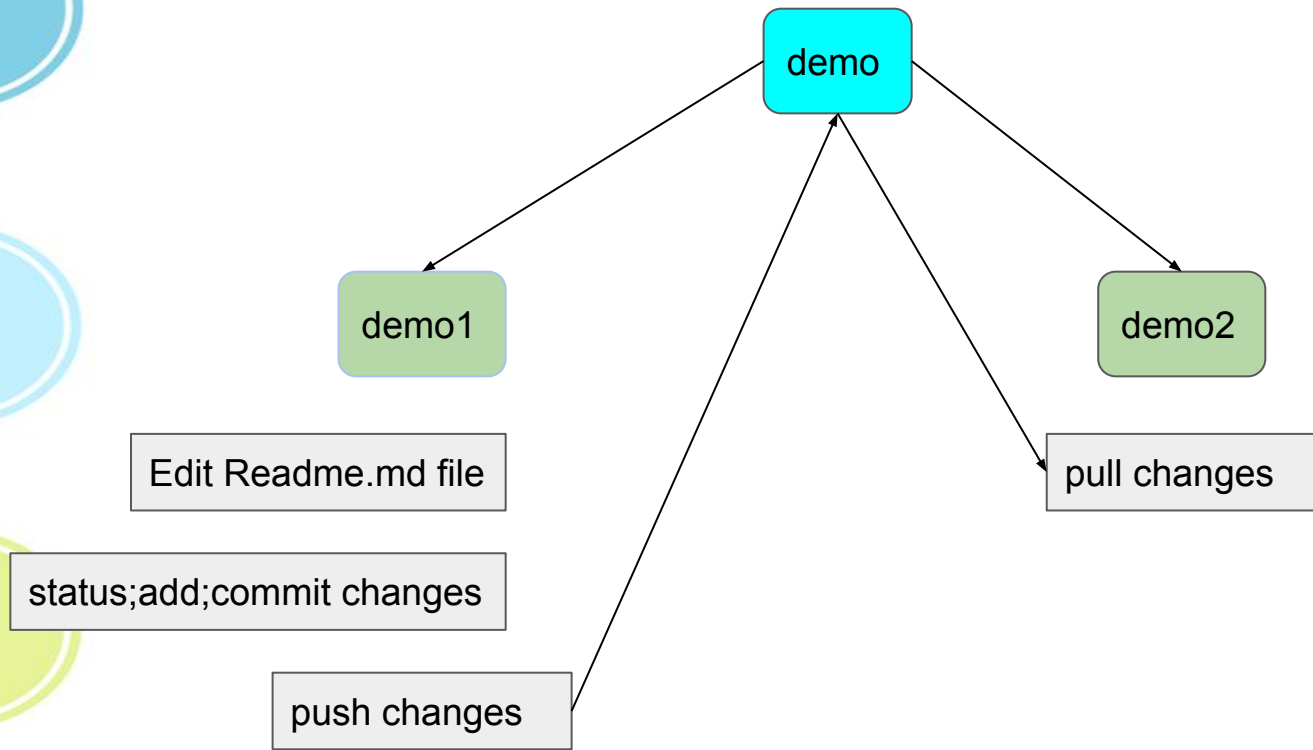 demo
demo1
demo2
Edit Readme.md file
pull changes
status;add;commit changes
push changes